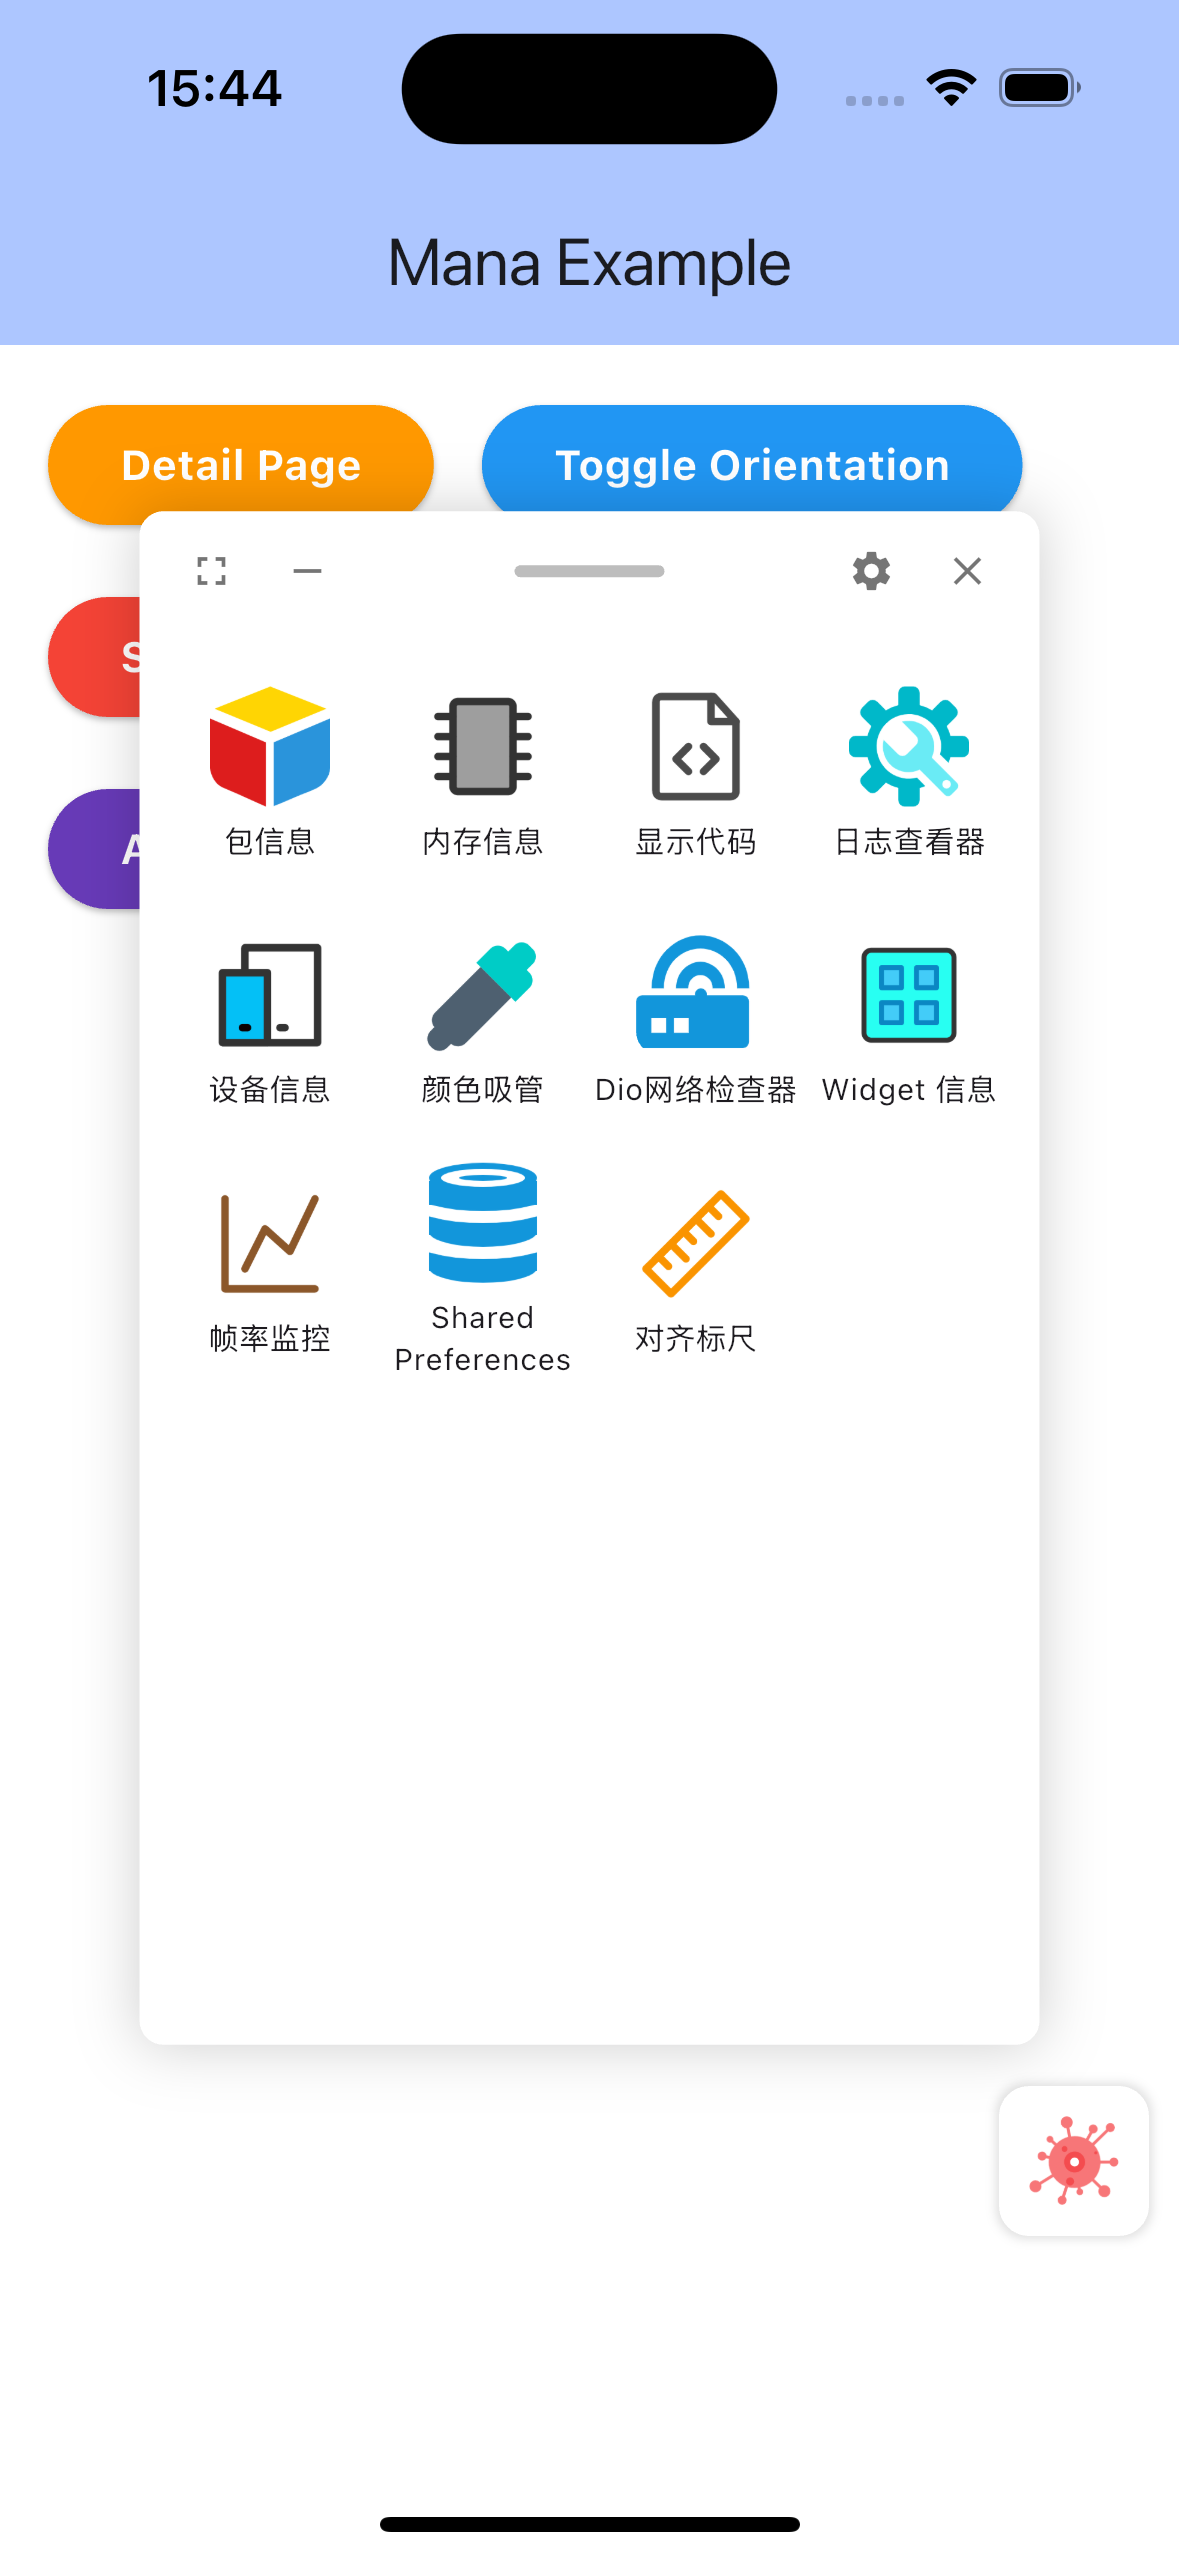 15:44
Mana Example
Detail Page
Toggle Orientation
S
A
包信息
内存信息
显示代码
日志查看器
设备信息
颜色吸管
Dio网络检查器
Widget 信息
帧率监控
Shared
Preferences
对齐标尺